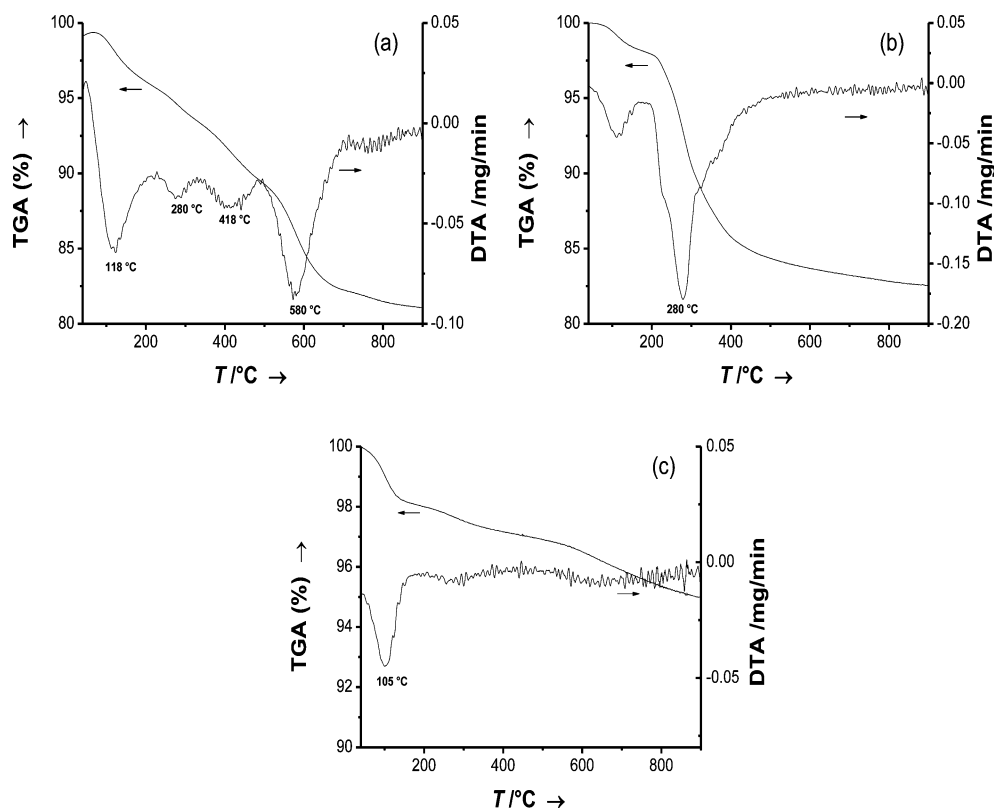 (a)
100
95
90
85
80
TGA (%) →
0.05
0.00
-0.05
-0.10
DTA /mg/min
118 °C
280 °C
418 °C
580 °C
200
400
600
800
T /°C →
(b)
100
95
90
85
80
TGA (%) →
0.05
0.00
-0.05
-0.10
-0.15
-0.20
DTA /mg/min
280 °C
200
400
600
800
T /°C →
(c)
100
98
96
94
92
90
TGA (%) →
0.05
0.00
-0.05
DTA /mg/min
105 °C
200
400
600
800
T /°C →